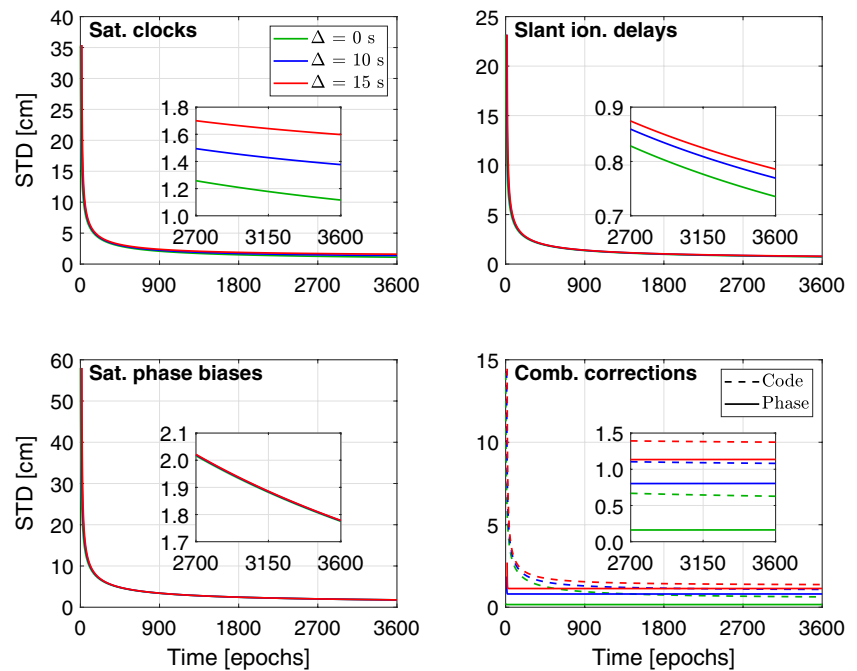 Sat. clocks
Δ = 0 s
Δ = 10 s
Δ = 15 s
STD [cm]
40
35
30
25
20
15
10
5
0
0 900 1800 2700 3600
1.8
1.6
1.4
1.2
1.0
2700 3150 3600
Slant ion. delays
25
20
15
10
5
0
0 900 1800 2700 3600
0.9
0.8
0.7
2700 3150 3600
Sat. phase biases
STD [cm]
60
50
40
30
20
10
0
0 900 1800 2700 3600
Time [epochs]
2.1
2.0
1.9
1.8
1.7
2700 3150 3600
Comb. corrections
Code
Phase
15
10
5
0
0 900 1800 2700 3600
Time [epochs]
1.5
1.0
0.5
0.0
2700 3150 3600